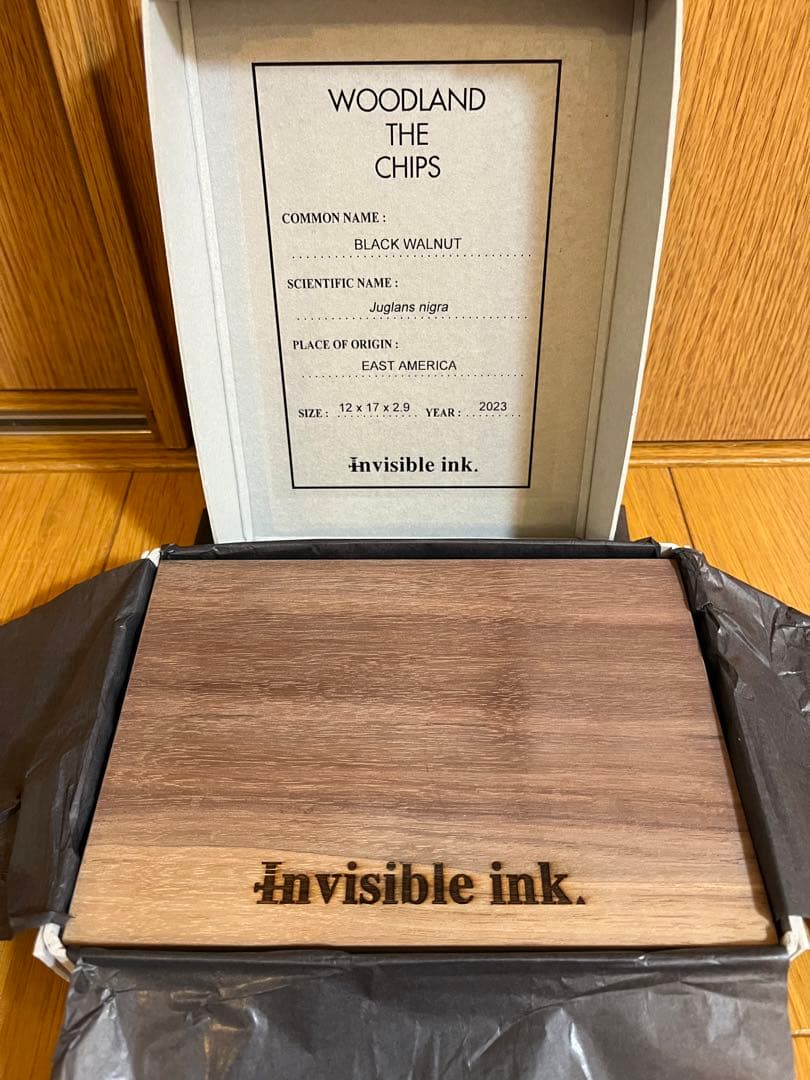 WOODLAND
THE
CHIPS
COMMON NAME :
BLACK WALNUT
SCIENTIFIC NAME :
Juglans nigra
PLACE OF ORIGIN :
EAST AMERICA
SIZE : 12 x 17 x 2.9 YEAR : 2023
Invisible ink.
Invisible ink.